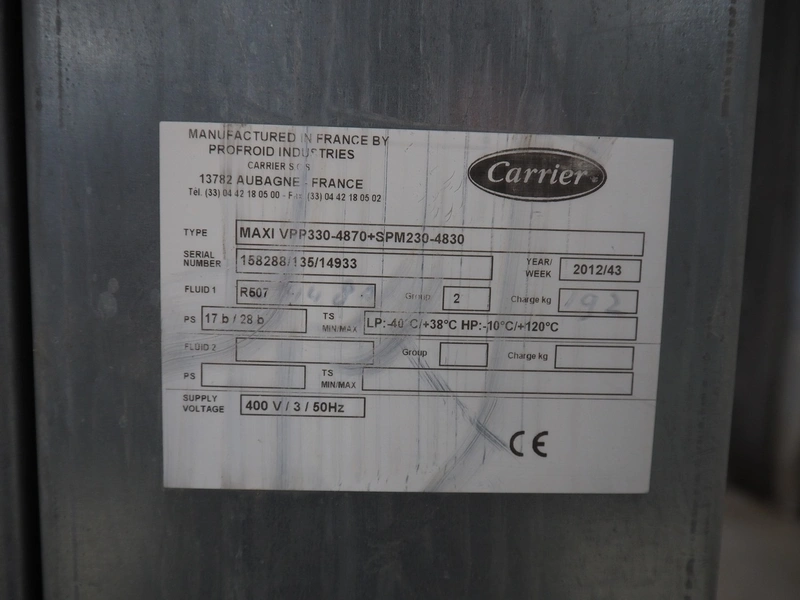 MANUFACTURED IN FRANCE BY
PROFROID INDUSTRIES
CARRIER S.C.S
13782 AUBAGNE - FRANCE
Tél. (33) 04 42 18 05 00 - Fax (33) 04 42 18 05 02
Carrier
TYPE MAXI VPP330-4870+SPM230-4830
SERIAL NUMBER 158288/135/14933 YEAR/ WEEK 2012/43
FLUID 1 R507 Group 2 Charge kg 192
PS 17 b / 28 b TS MIN/MAX LP:-40°C/+38°C HP:-10°C/+120°C
FLUID 2 Group Charge kg
PS TS MIN/MAX
SUPPLY VOLTAGE 400 V / 3 / 50Hz
CE